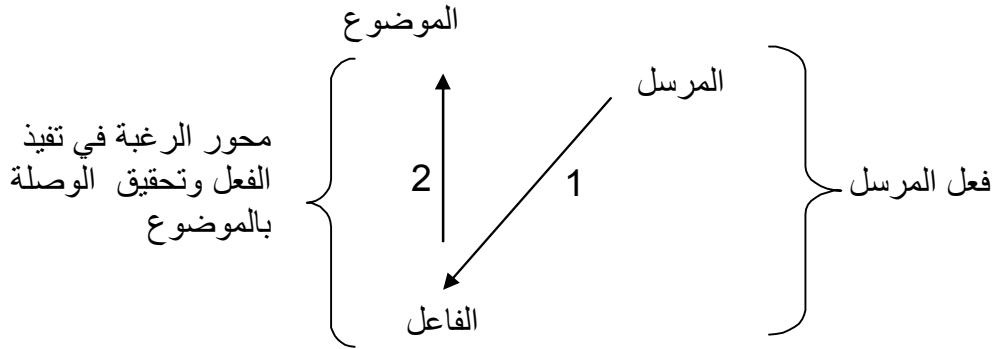 الموضوع
المرسل
محور الرغبة في تفيذ
الفعل وتحقيق الوصلة
بالموضوع
2
1
فعل المرسل
الفاعل